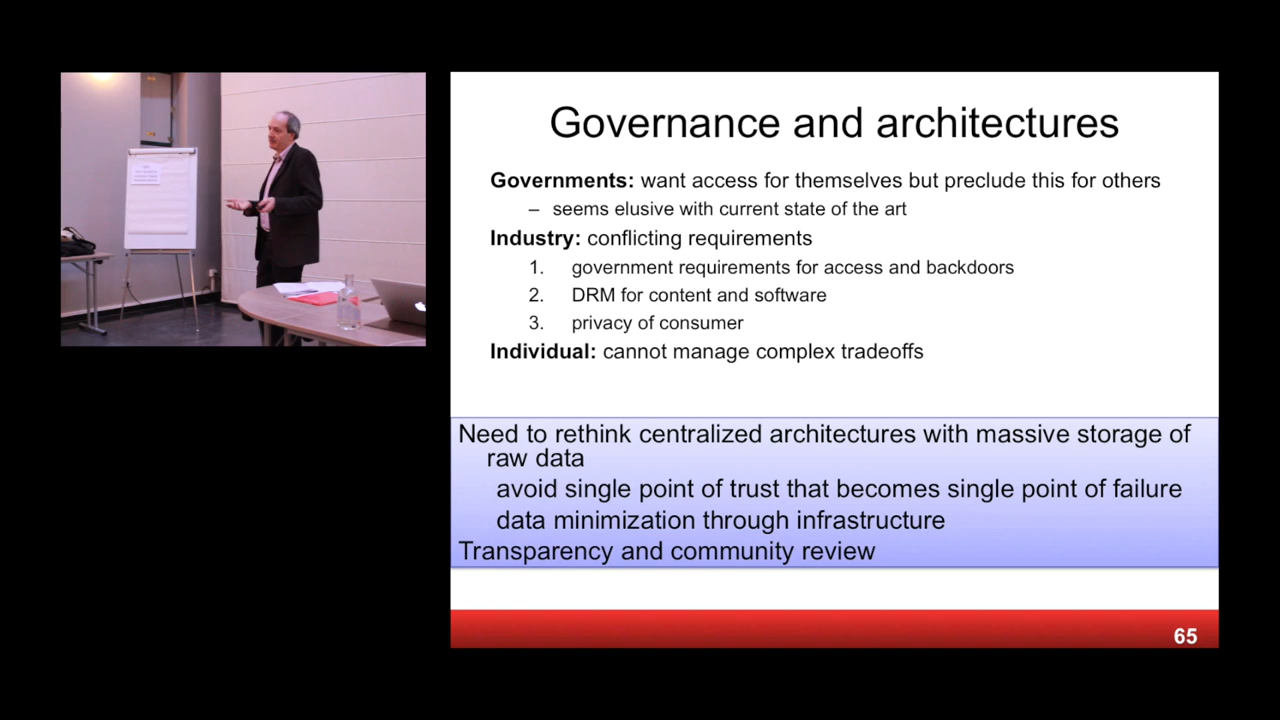 Governance and architectures
Governments: want access for themselves but preclude this for others
– seems elusive with current state of the art
Industry: conflicting requirements
1. government requirements for access and backdoors
2. DRM for content and software
3. privacy of consumer
Individual: cannot manage complex tradeoffs
Need to rethink centralized architectures with massive storage of
raw data
avoid single point of trust that becomes single point of failure
data minimization through infrastructure
Transparency and community review
65